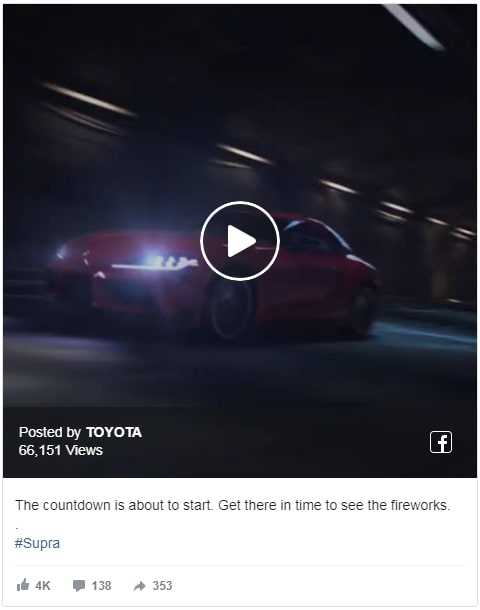 Posted by TOYOTA
66,151 Views
The countdown is about to start. Get there in time to see the fireworks.
.
#Supra
4K 138 353